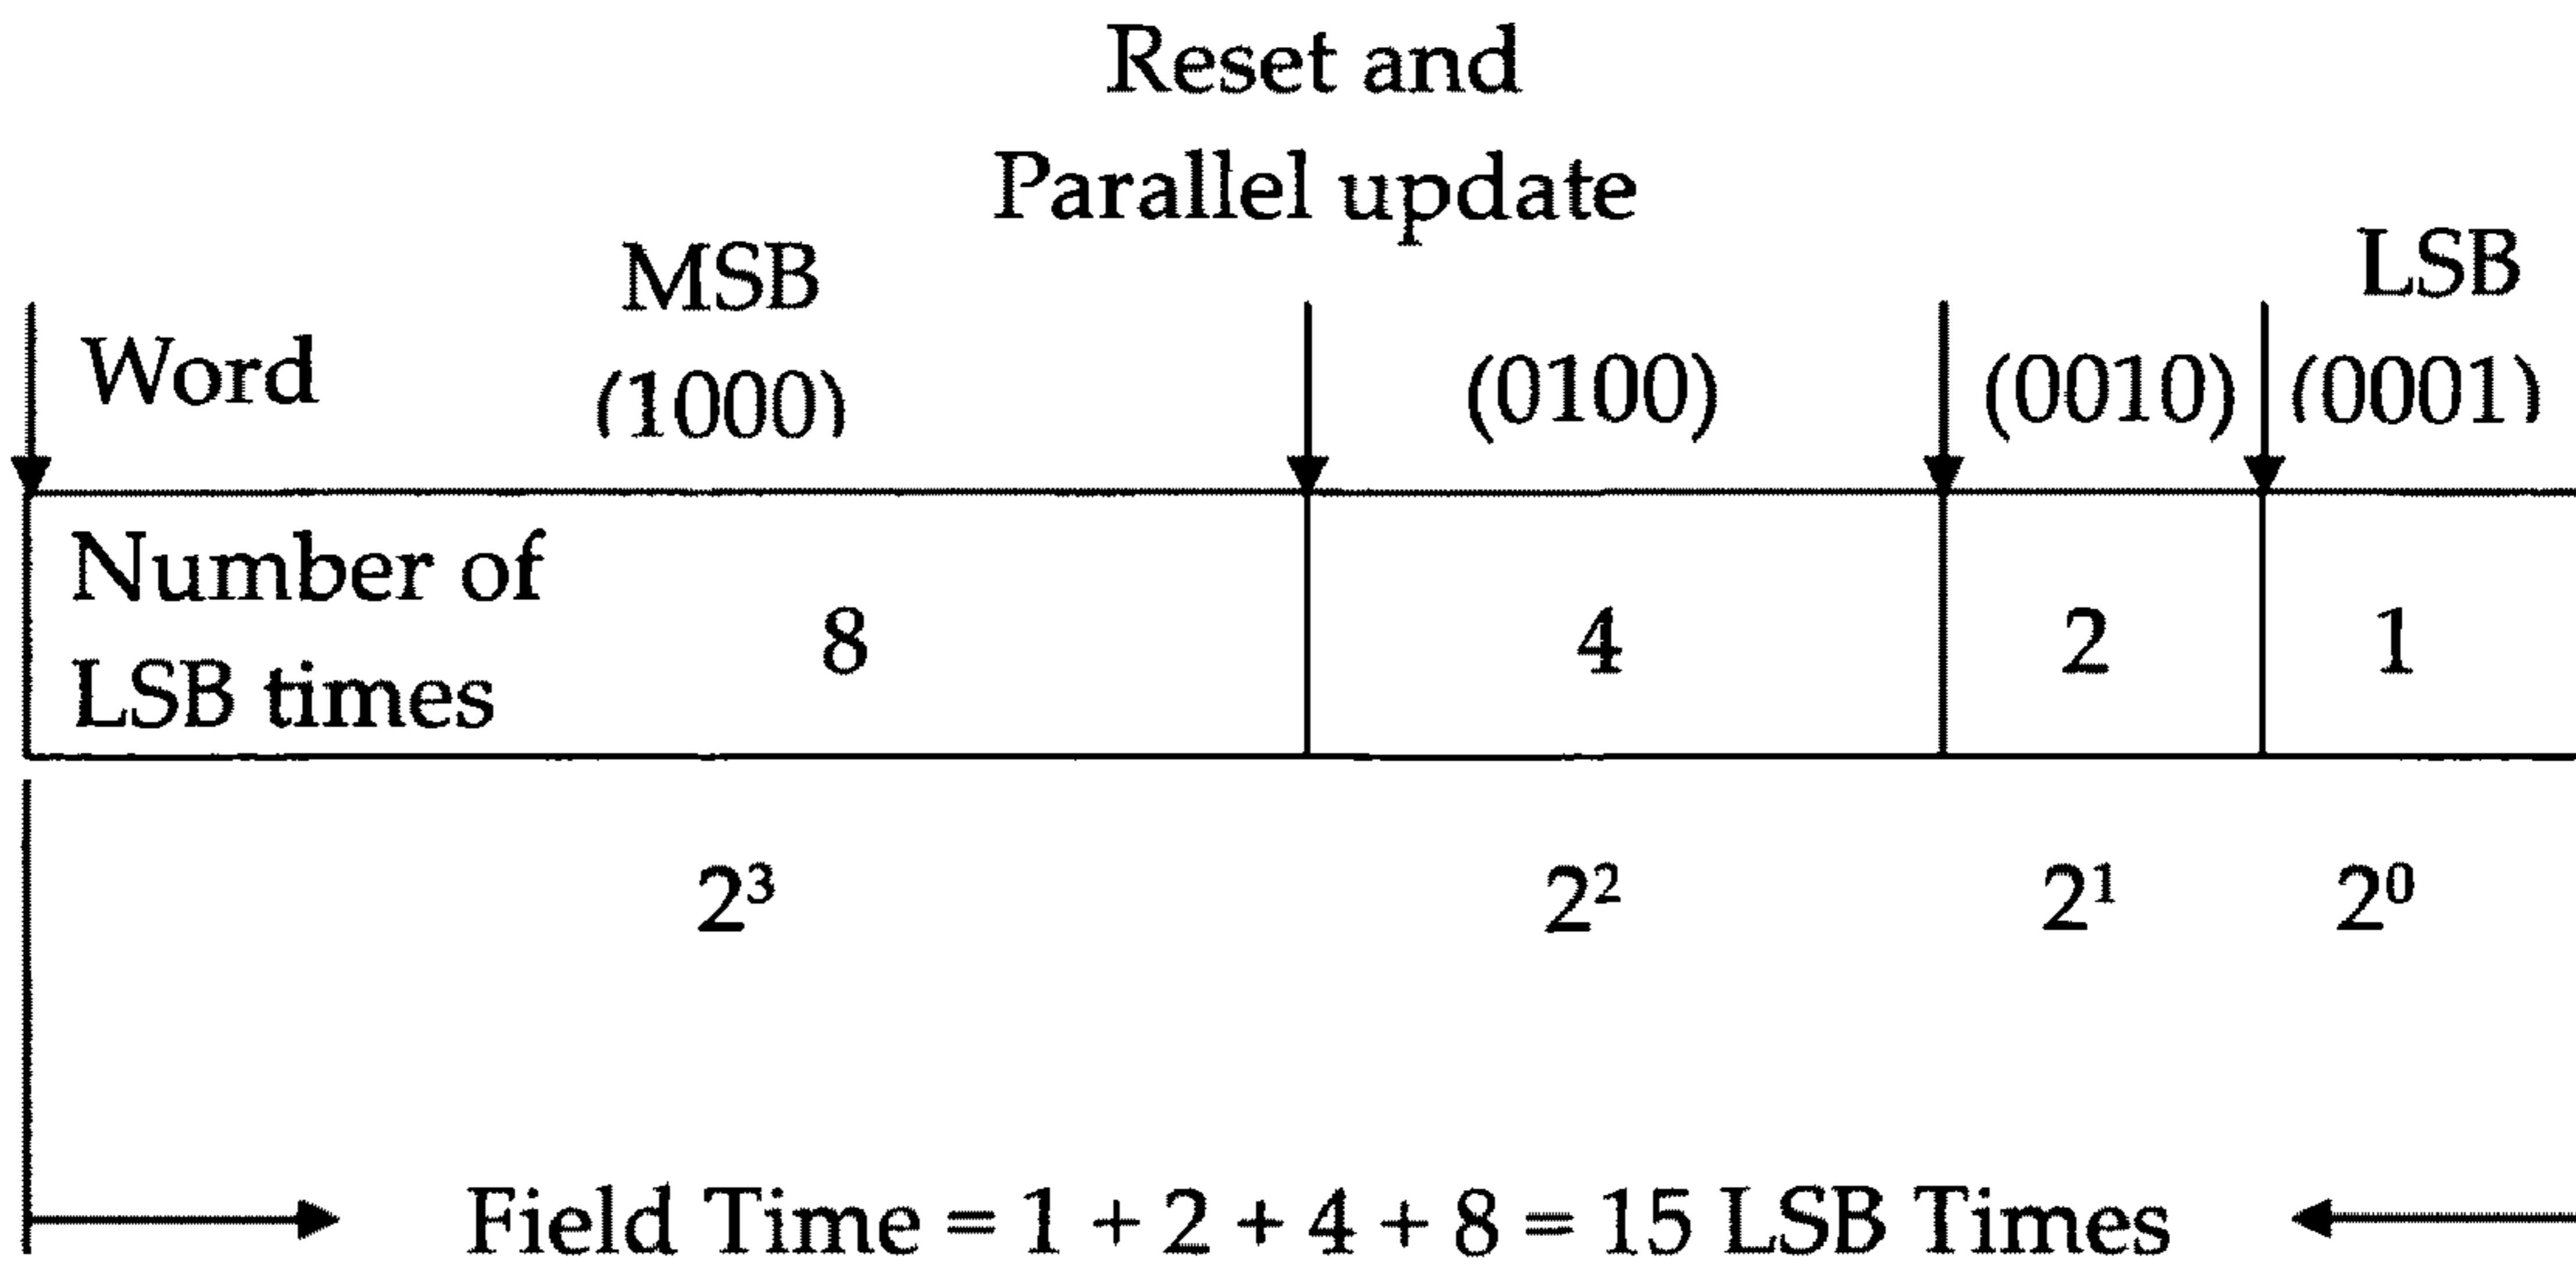 Reset and
Parallel update
MSB
LSB
Word
(1000)
(0100)
(0010)
(0001)
Number of
LSB times
8
4
2
1
2³
2²
2¹
2⁰
Field Time = 1 + 2 + 4 + 8 = 15 LSB Times